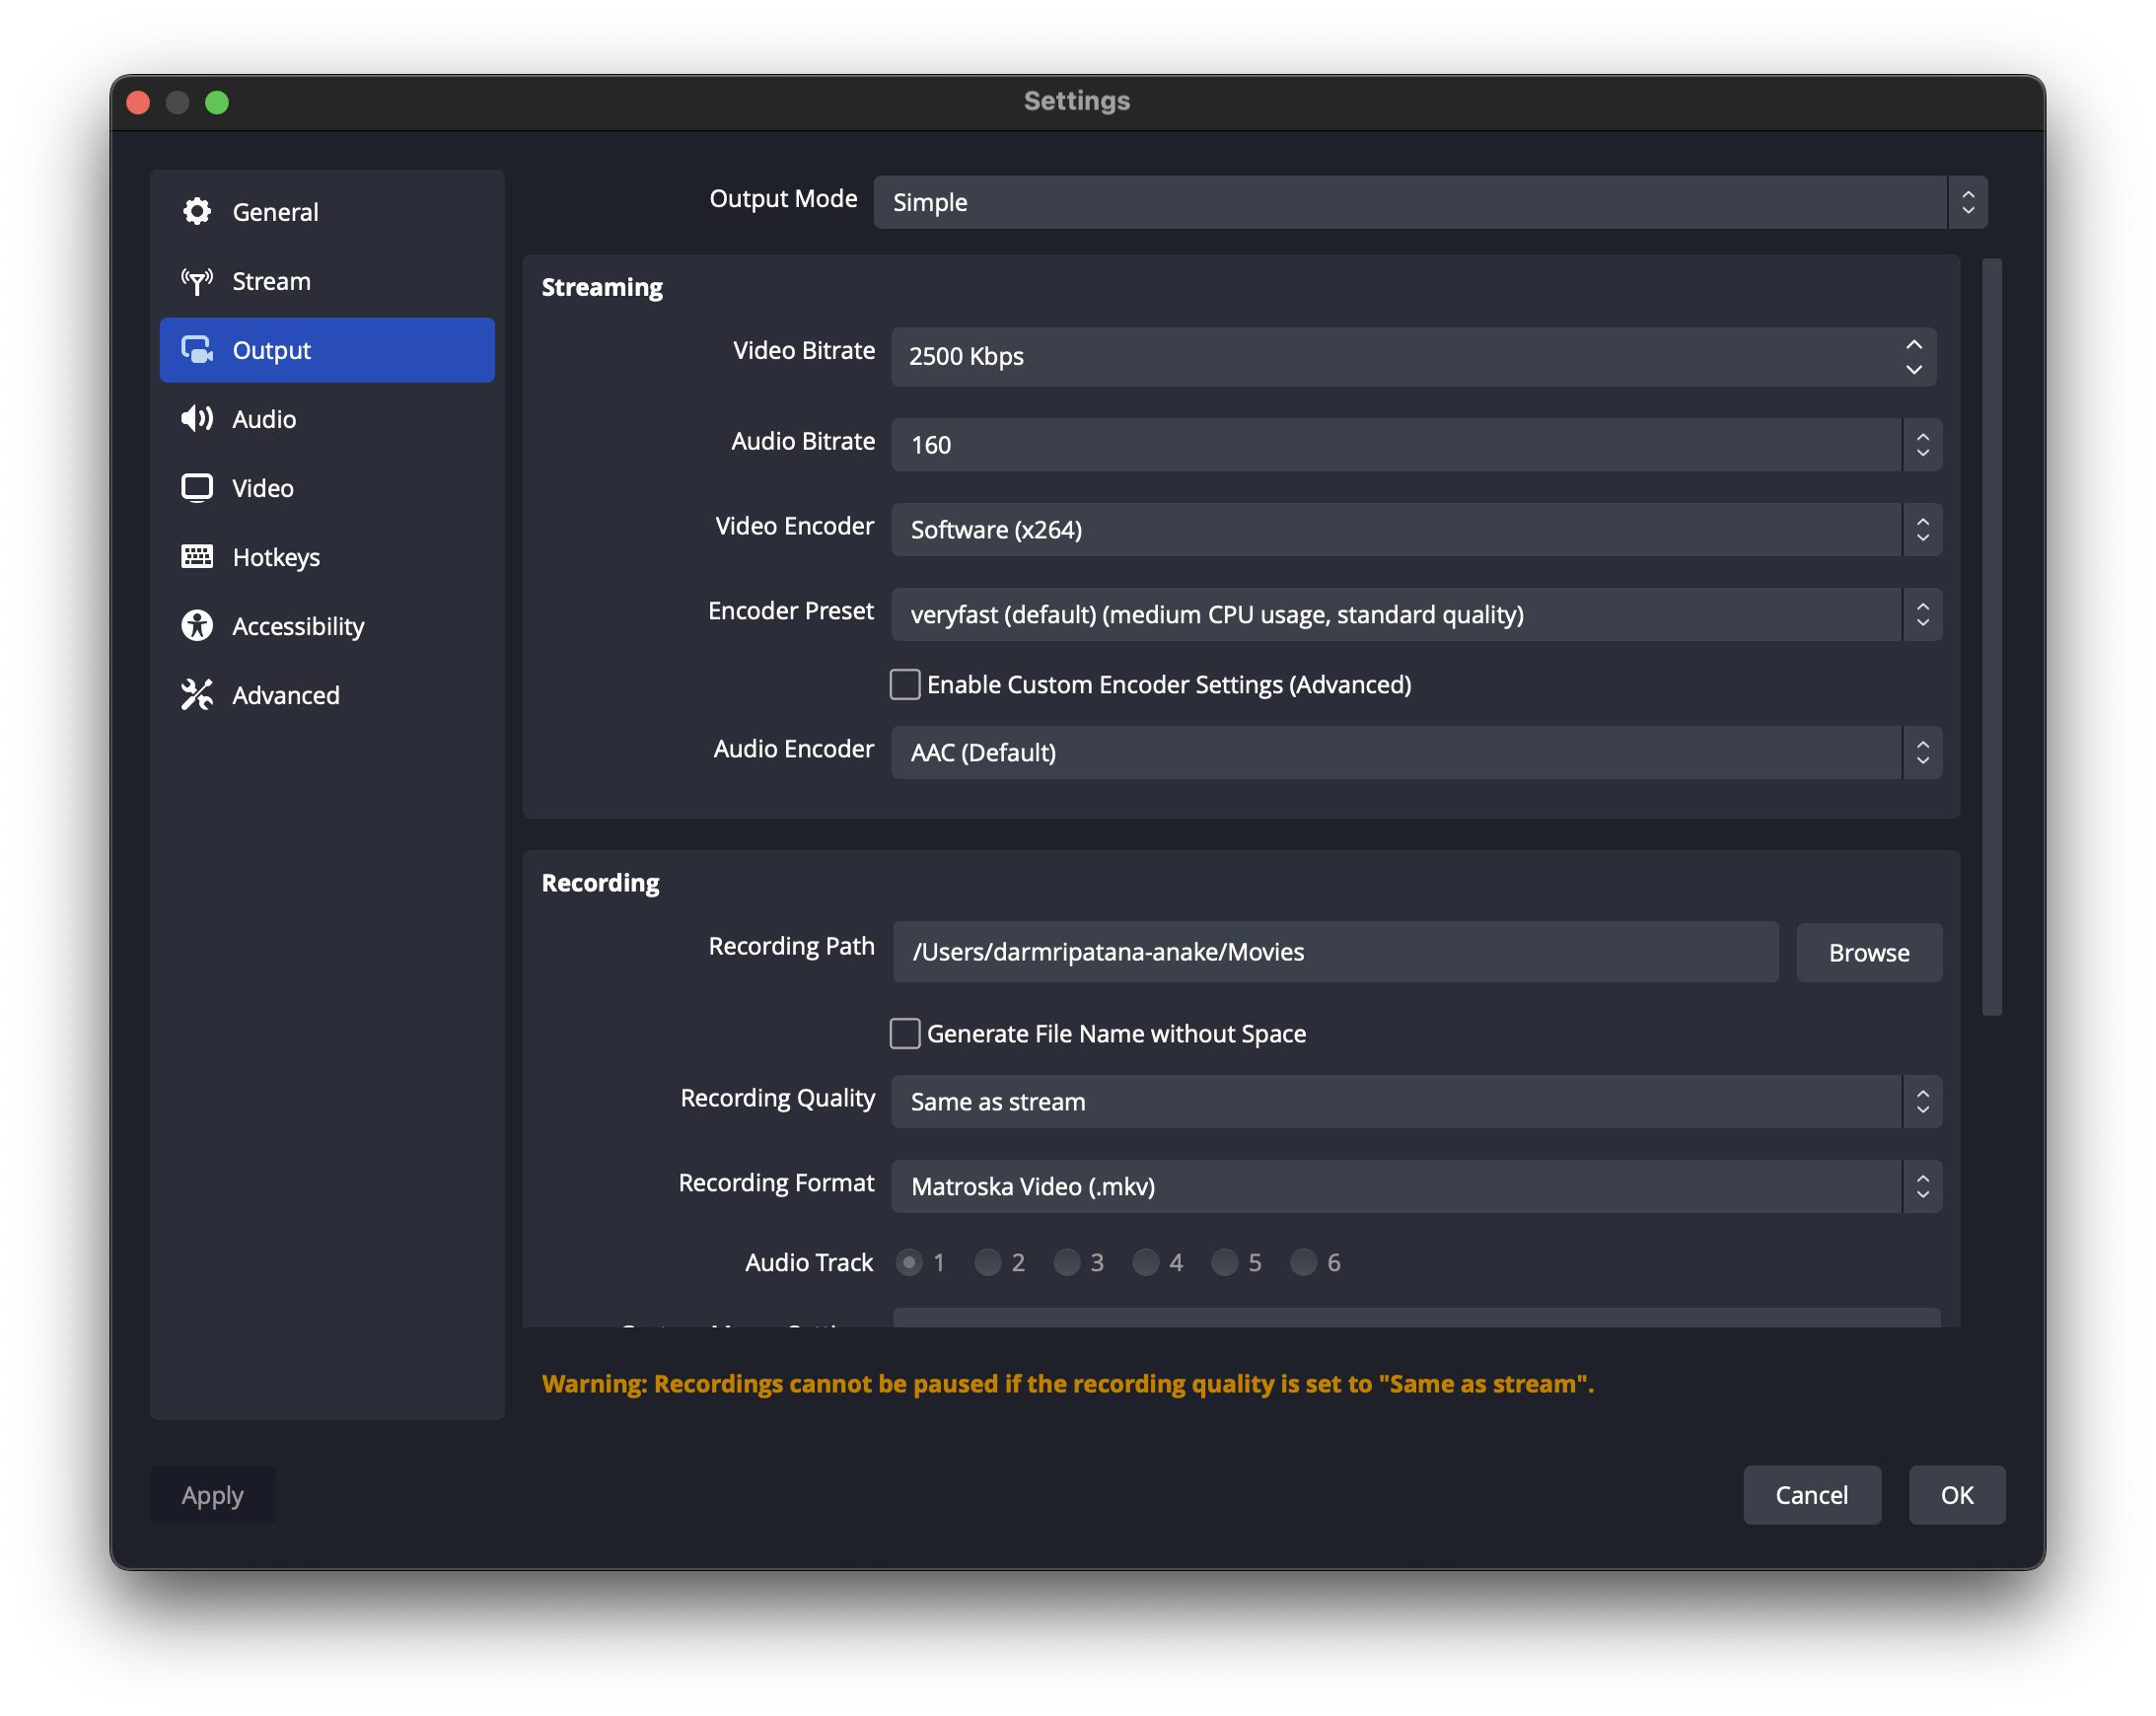 Settings
General
Stream
Output
Audio
Video
Hotkeys
Accessibility
Advanced
Output Mode Simple
Streaming
Video Bitrate 2500 Kbps
Audio Bitrate 160
Video Encoder Software (x264)
Encoder Preset veryfast (default) (medium CPU usage, standard quality)
Enable Custom Encoder Settings (Advanced)
Audio Encoder AAC (Default)
Recording
Recording Path /Users/darmripatana-anake/Movies Browse
Generate File Name without Space
Recording Quality Same as stream
Recording Format Matroska Video (.mkv)
Audio Track 1 2 3 4 5 6
Warning: Recordings cannot be paused if the recording quality is set to "Same as stream".
Apply Cancel OK